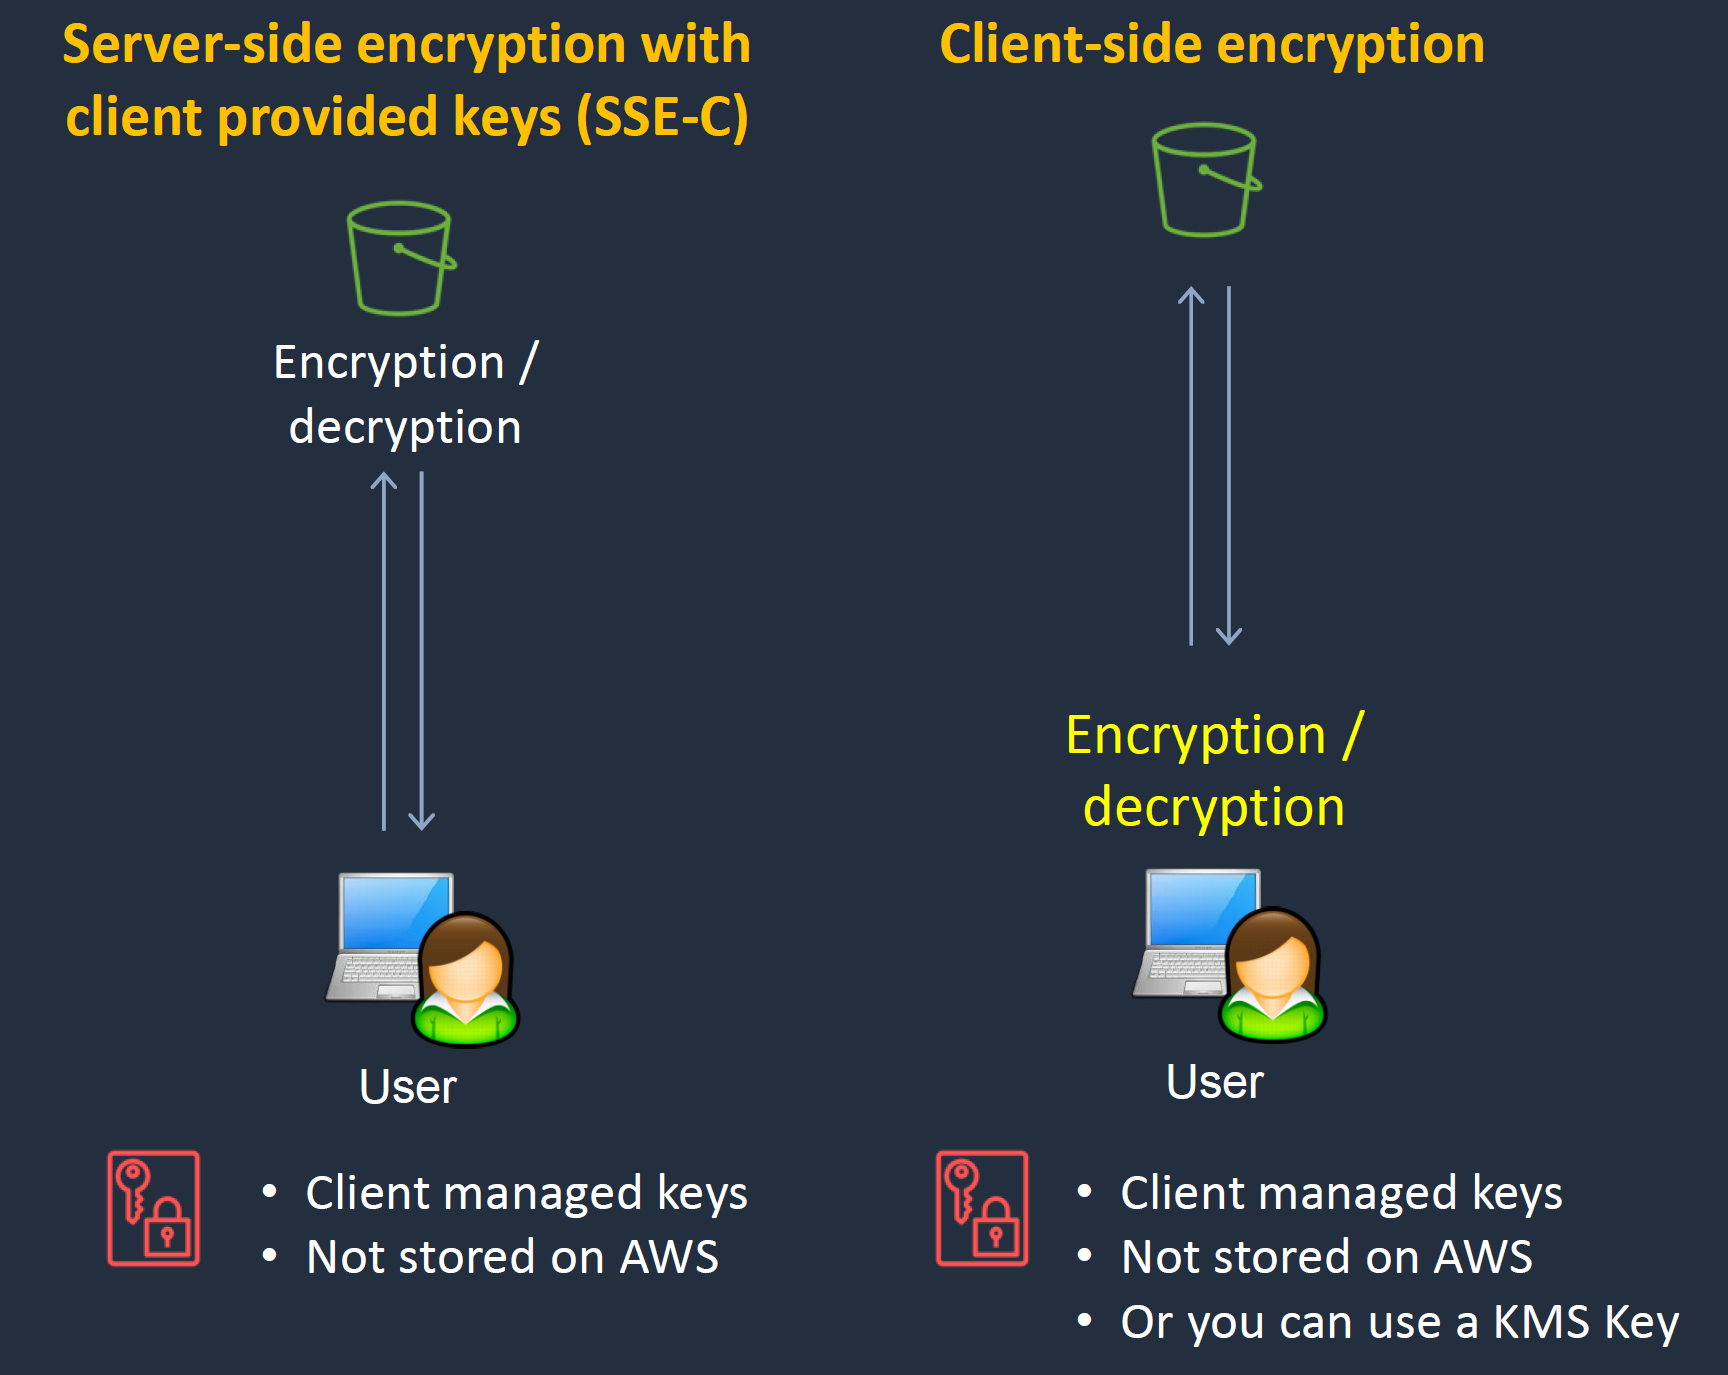 Server-side encryption with
client provided keys (SSE-C)
Encryption /
decryption
User
• Client managed keys
• Not stored on AWS
Client-side encryption
Encryption /
decryption
User
• Client managed keys
• Not stored on AWS
• Or you can use a KMS Key